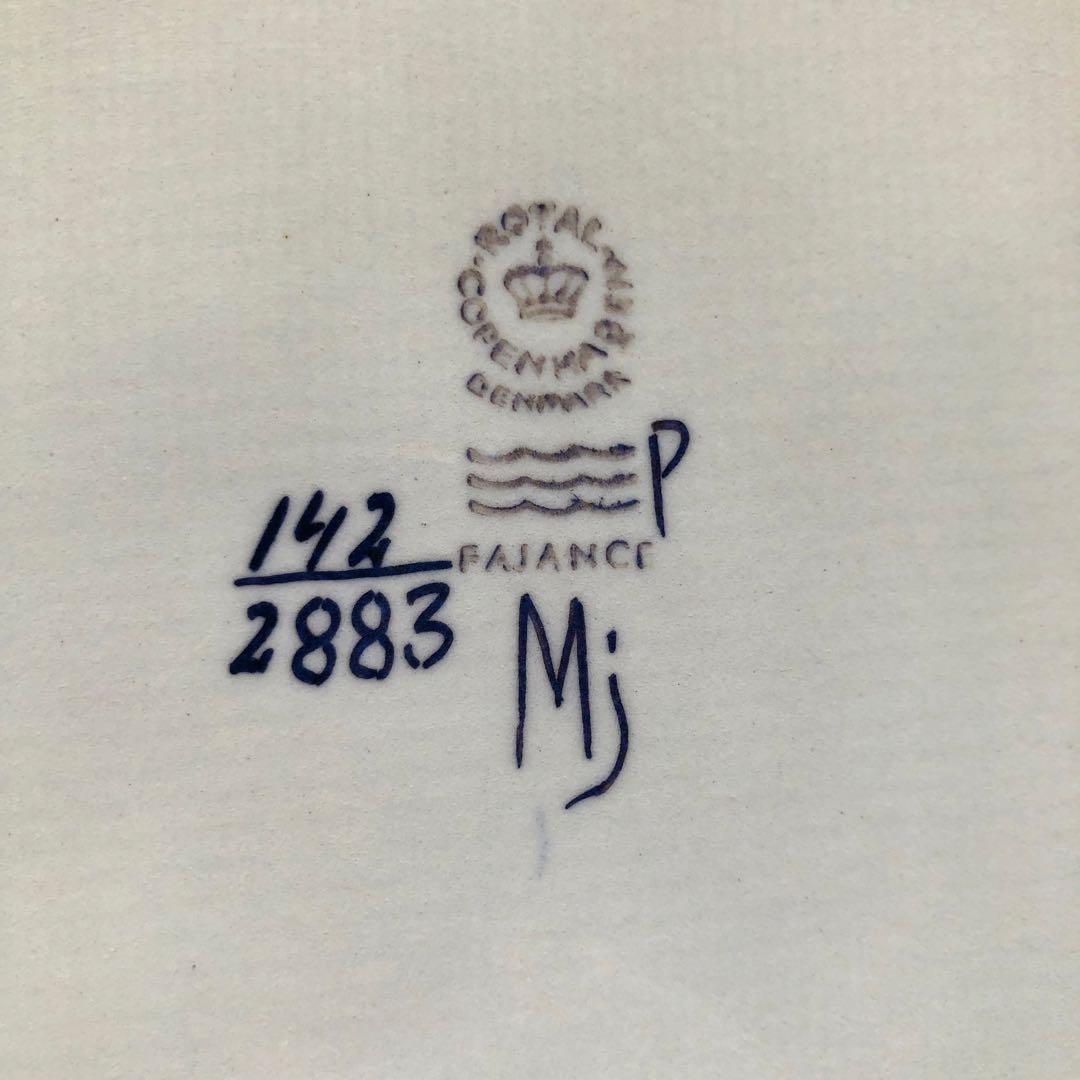 ROYAL COPENHAGEN
DENMARK
P
142
FAJANCE
2883
Mj